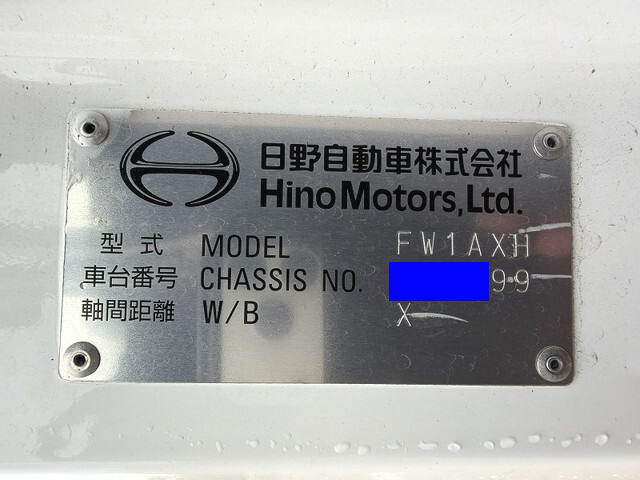 日野自動車株式会社
Hino Motors, Ltd.
型式 MODEL FW1AXH
車台番号 CHASSIS NO. 99
軸間距離 W/B X